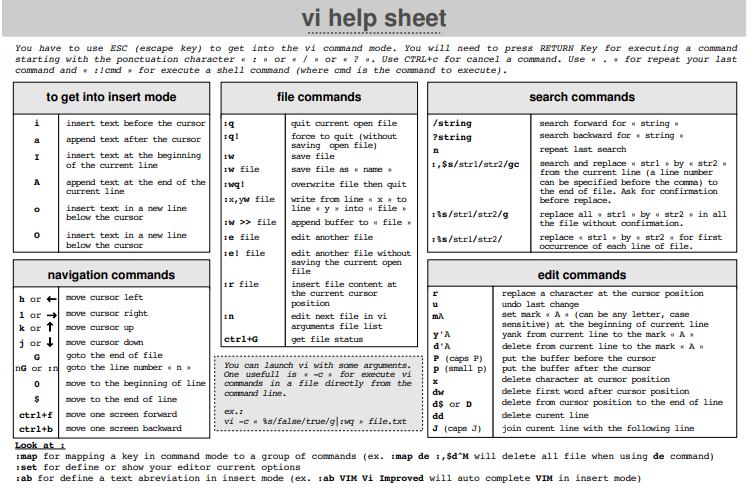 vi help sheet
You have to use ESC (escape key) to get into the vi command mode. You will need to press RETURN Key for executing a command
starting with the ponctuation character « : » or « / » or « ? ». Use CTRL+c for cancel a command. Use « . » for repeat your last
command and « :!cmd » for execute a shell command (where cmd is the command to execute).
to get into insert mode
i insert text before the cursor
a append text after the cursor
I insert text at the beginning
of the current line
A append text at the end of the
current line
o insert text in a new line
below the cursor
O insert text in a new line
below the cursor
file commands
:q quit current open file
:q! force to quit (without
saving open file)
:w save file
:w file save file as « name »
:wq! overwrite file then quit
:x,yw file write from line « x » to
line « y » into « file »
:w >> file append buffer to « file »
:e file edit another file
:e! file edit another file without
saving the current open
file
:r file insert file content at
the current cursor
position
:n edit next file in vi
arguments file list
ctrl+G get file status
search commands
/string search forward for « string »
?string search backward for « string »
n repeat last search
:,$s/str1/str2/gc search and replace « str1 » by « str2 »
from the current line (a line number
can be specified before the comma) to
the end of file. Ask for confirmation
before replace.
:%s/str1/str2/g replace all « str1 » by « str2 » in all
the file without confirmation.
:%s/str1/str2/ replace « str1 » by « str2 » for first
occurrence of each line of file.
navigation commands
h or ← move cursor left
l or → move cursor right
k or ↑ move cursor up
j or ↓ move cursor down
G goto the end of file
nG or :n goto the line number « n »
0 move to the beginning of line
$ move to the end of line
ctrl+f move one screen forward
ctrl+b move one screen backward
You can launch vi with some arguments.
One usefull is « -c » for execute vi
commands in a file directly from the
command line.
ex.:
vi -c « %s/false/true/g|:wq » file.txt
edit commands
r replace a character at the cursor position
u undo last change
mA set mark « A » (can be any letter, case
sensitive) at the beginning of current line
y'A yank from current line to the mark « A »
d'A delete from current line to the mark « A »
P (caps P) put the buffer before the cursor
p (small p) put the buffer after the cursor
x delete character at cursor position
dw delete first word after cursor position
d$ or D delete from cursor position to the end of line
dd delete curent line
J (caps J) join curent line with the following line
Look at :
:map for mapping a key in command mode to a group of commands (ex. :map de :,$d^M will delete all file when using de command)
:set for define or show your editor current options
:ab for define a text abreviation in insert mode (ex. :ab VIM Vi Improved will auto complete VIM in insert mode)